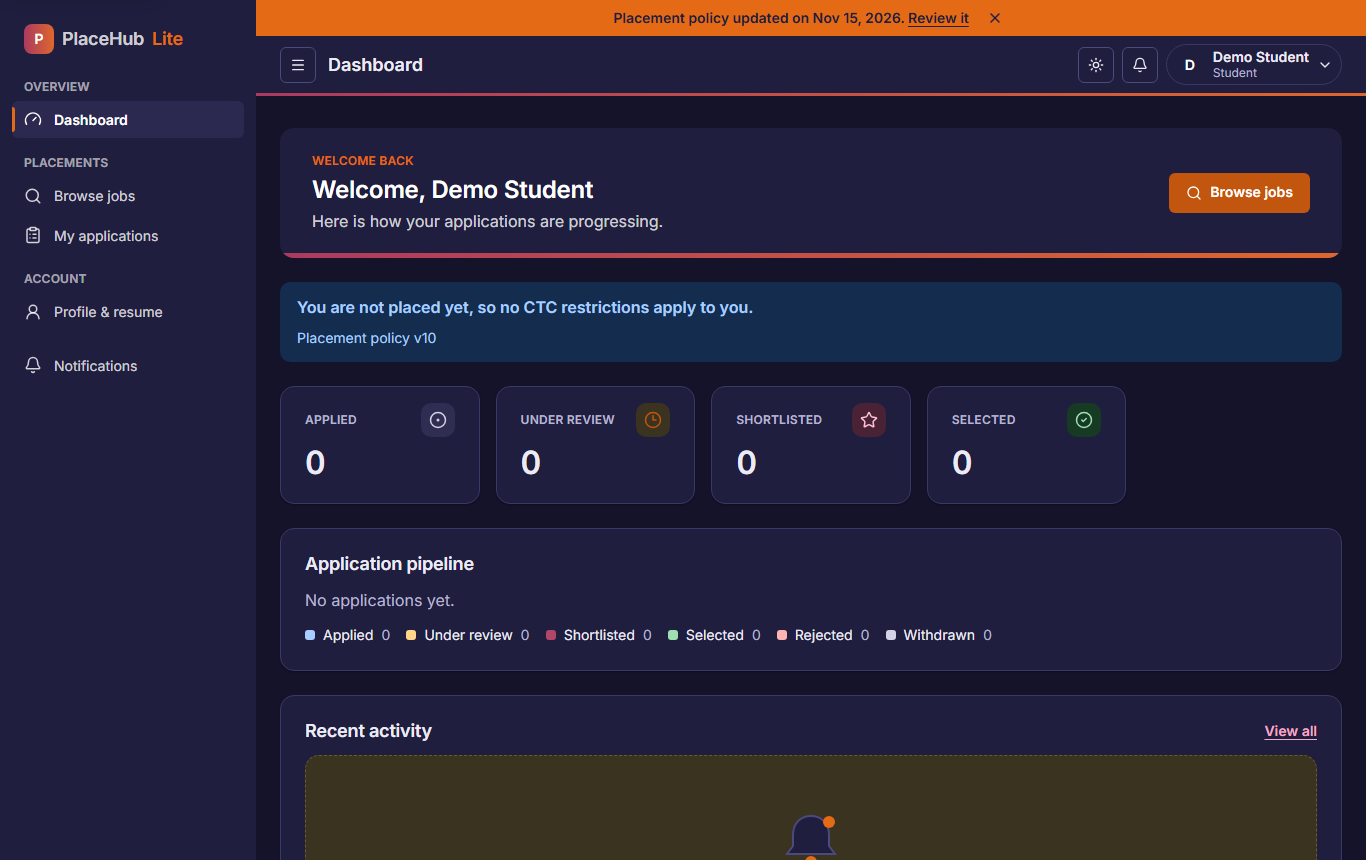 P PlaceHub Lite
OVERVIEW
Dashboard
PLACEMENTS
Browse jobs
My applications
ACCOUNT
Profile & resume
Notifications
Placement policy updated on Nov 15, 2026. Review it
Dashboard
D
Demo Student
Student
WELCOME BACK
Welcome, Demo Student
Here is how your applications are progressing.
Browse jobs
You are not placed yet, so no CTC restrictions apply to you.
Placement policy v10
APPLIED
0
UNDER REVIEW
0
SHORTLISTED
0
SELECTED
0
Application pipeline
No applications yet.
Applied 0 Under review 0 Shortlisted 0 Selected 0 Rejected 0 Withdrawn 0
Recent activity
View all